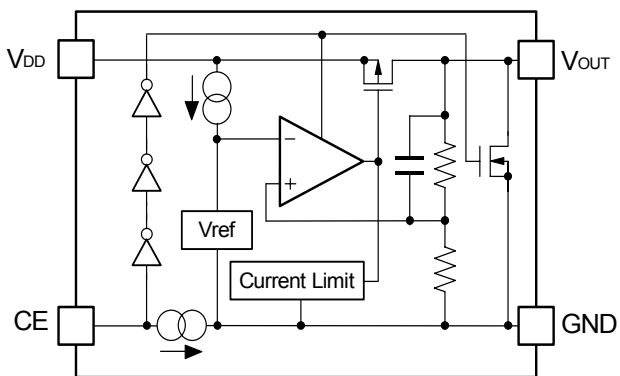 VDD
VOUT
−
+
Vref
Current Limit
CE
GND